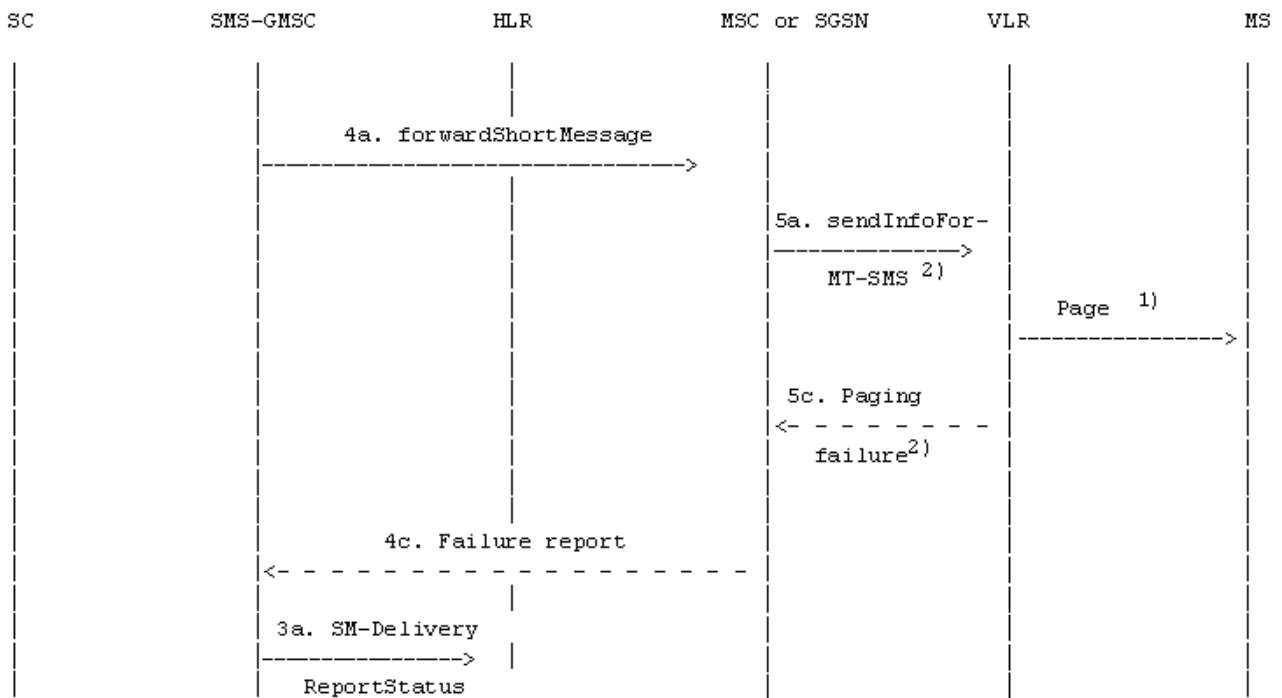 SC SMS-GMSC HLR MSC or SGSN VLR MS
4a. forwardShortMessage
5a. sendInfoFor-
MT-SMS 2)
Page 1)
5c. Paging
failure2)
4c. Failure report
3a. SM-Delivery
ReportStatus